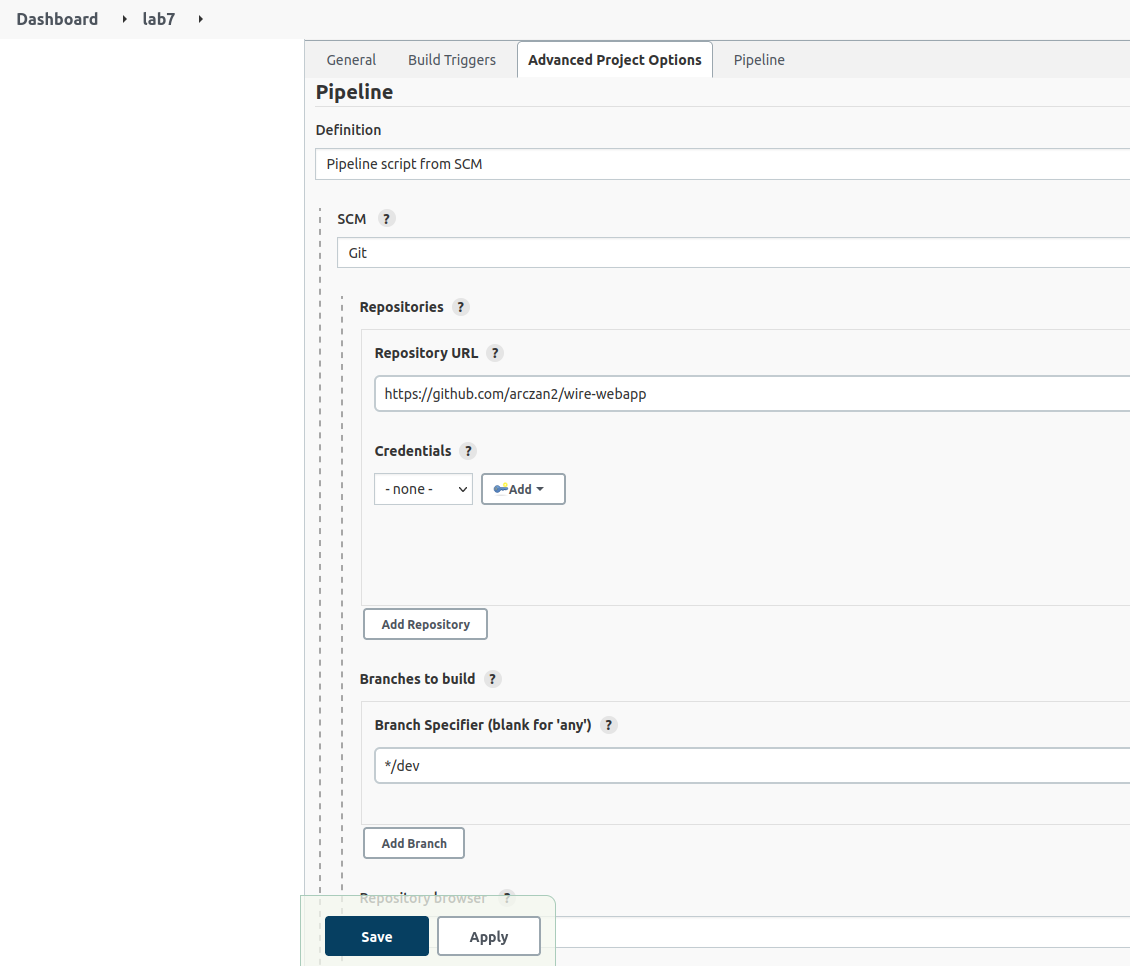 Dashboard lab7
General Build Triggers Advanced Project Options Pipeline
Pipeline
Definition
Pipeline script from SCM
SCM ?
Git
Repositories ?
Repository URL ?
https://github.com/arczan2/wire-webapp
Credentials ?
- none - Add
Add Repository
Branches to build ?
Branch Specifier (blank for 'any') ?
*/dev
Add Branch
Repository browser ?
Save Apply